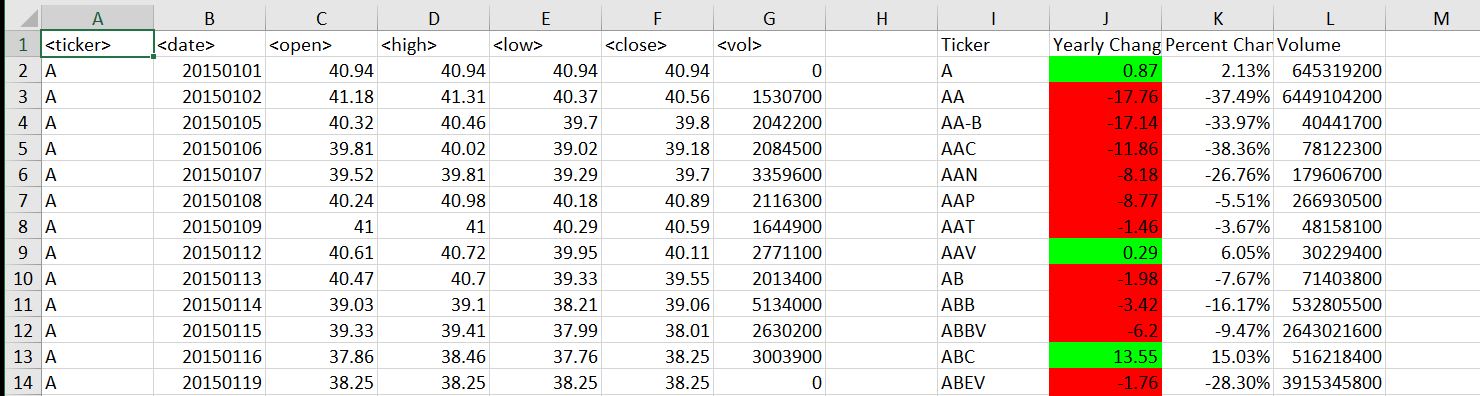 A B C D E F G H I J K L M
1 <ticker> <date> <open> <high> <low> <close> <vol> Ticker Yearly Chang Percent Char Volume
2 A 20150101 40.94 40.94 40.94 40.94 0 A 0.87 2.13% 645319200
3 A 20150102 41.18 41.31 40.37 40.56 1530700 AA -17.76 -37.49% 6449104200
4 A 20150105 40.32 40.46 39.7 39.8 2042200 AA-B -17.14 -33.97% 40441700
5 A 20150106 39.81 40.02 39.02 39.18 2084500 AAC -11.86 -38.36% 78122300
6 A 20150107 39.52 39.81 39.29 39.7 3359600 AAN -8.18 -26.76% 179606700
7 A 20150108 40.24 40.98 40.18 40.89 2116300 AAP -8.77 -5.51% 266930500
8 A 20150109 41 41 40.29 40.59 1644900 AAT -1.46 -3.67% 48158100
9 A 20150112 40.61 40.72 39.95 40.11 2771100 AAV 0.29 6.05% 30229400
10 A 20150113 40.47 40.7 39.33 39.55 2013400 AB -1.98 -7.67% 71403800
11 A 20150114 39.03 39.1 38.21 39.06 5134000 ABB -3.42 -16.17% 532805500
12 A 20150115 39.33 39.41 37.99 38.01 2630200 ABBV -6.2 -9.47% 2643021600
13 A 20150116 37.86 38.46 37.76 38.25 3003900 ABC 13.55 15.03% 516218400
14 A 20150119 38.25 38.25 38.25 38.25 0 ABEV -1.76 -28.30% 3915345800